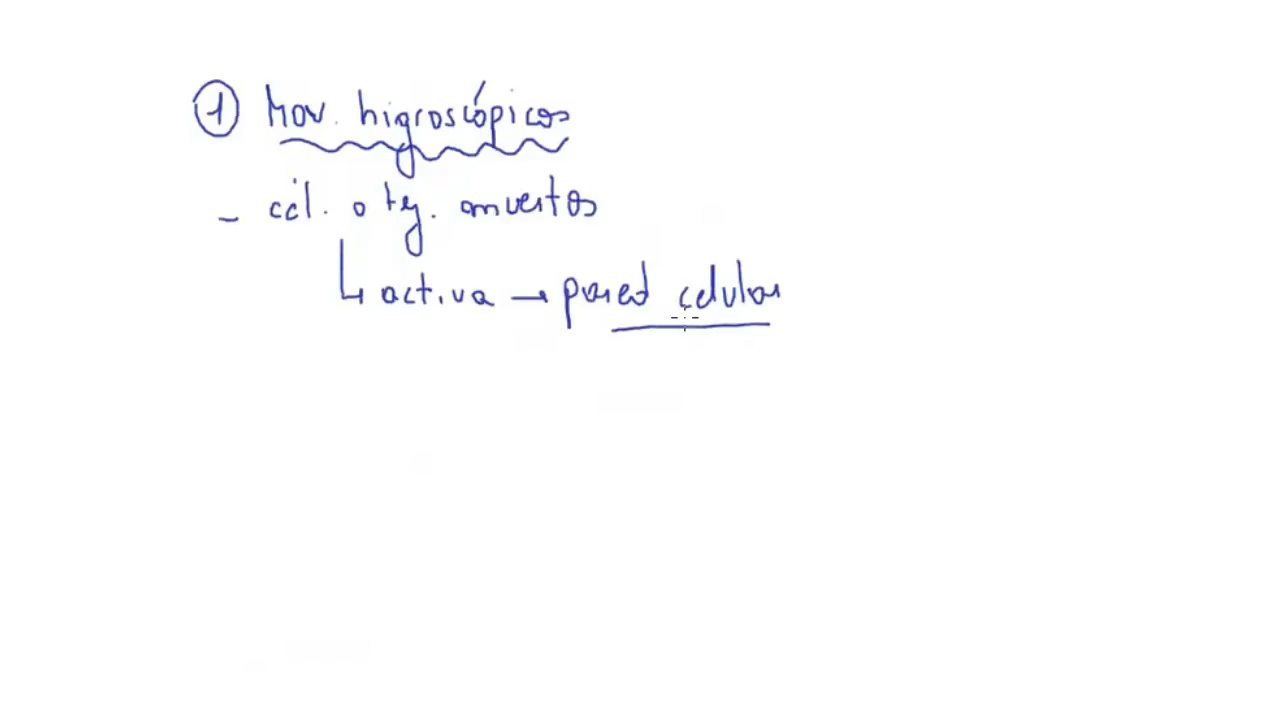 ① Mov. higroscópicos
- cél. o tej. muertos
↳ activa → pared celular